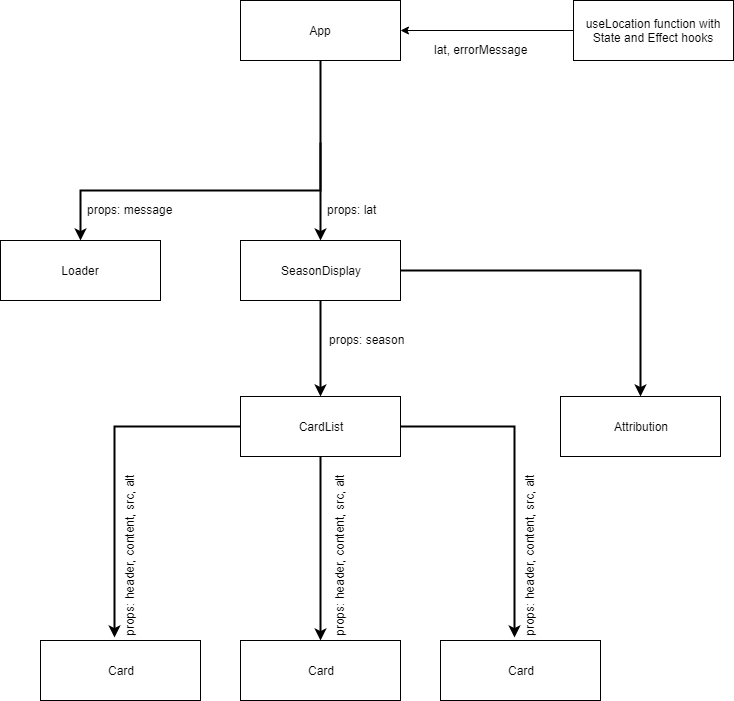 App
useLocation function with
State and Effect hooks
lat, errorMessage
props: message
props: lat
Loader
SeasonDisplay
props: season
CardList
Attribution
props: header, content, src, alt
props: header, content, src, alt
props: header, content, src, alt
Card
Card
Card